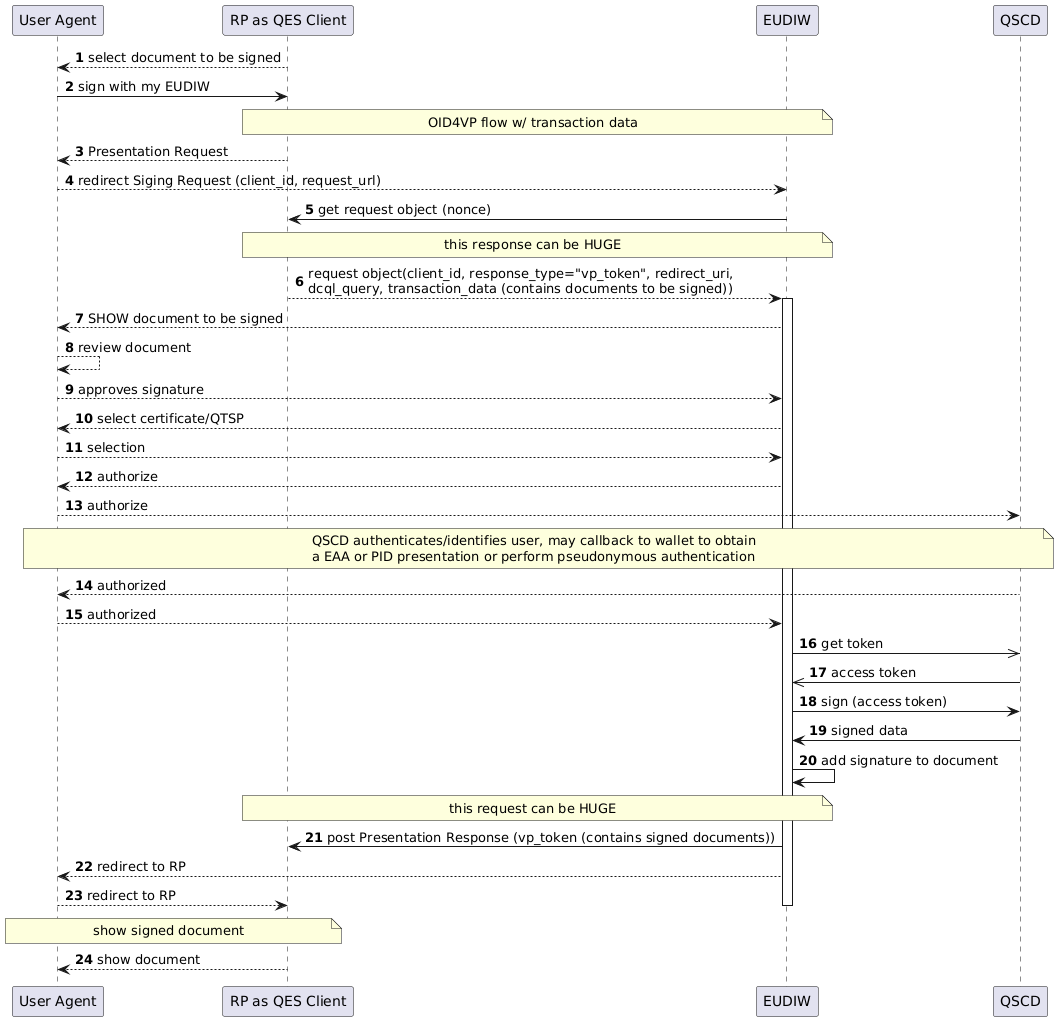 User Agent
RP as QES Client
EUDIW
QSCD
1 select document to be signed
2 sign with my EUDIW
OID4VP flow w/ transaction data
3 Presentation Request
4 redirect Siging Request (client_id, request_url)
5 get request object (nonce)
this response can be HUGE
6 request object(client_id, response_type="vp_token", redirect_uri,
dcql_query, transaction_data (contains documents to be signed))
7 SHOW document to be signed
8 review document
9 approves signature
10 select certificate/QTSP
11 selection
12 authorize
13 authorize
QSCD authenticates/identifies user, may callback to wallet to obtain
a EAA or PID presentation or perform pseudonymous authentication
14 authorized
15 authorized
16 get token
17 access token
18 sign (access token)
19 signed data
20 add signature to document
this request can be HUGE
21 post Presentation Response (vp_token (contains signed documents))
22 redirect to RP
23 redirect to RP
show signed document
24 show document
User Agent
RP as QES Client
EUDIW
QSCD